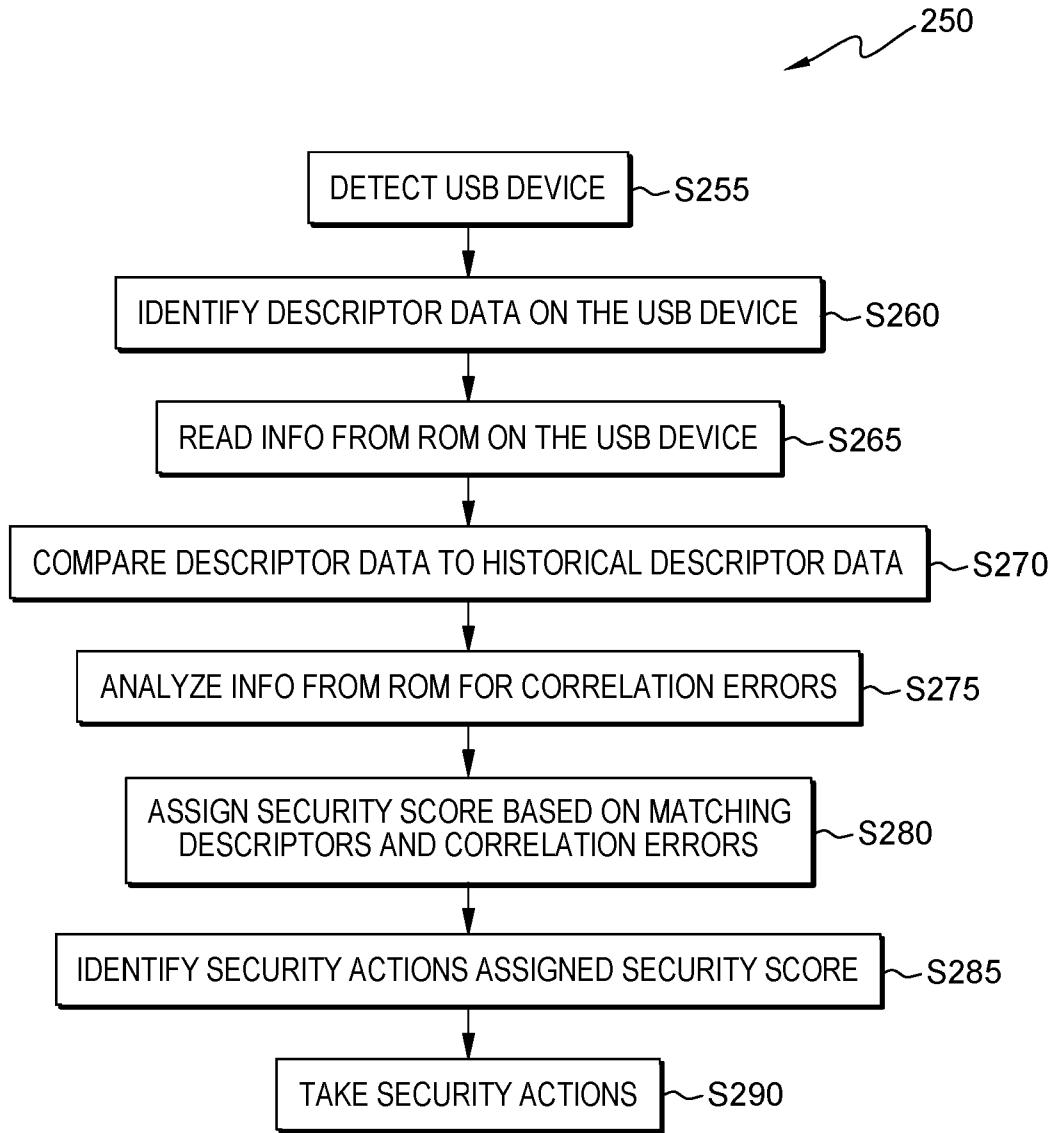 250
DETECT USB DEVICE
S255
IDENTIFY DESCRIPTOR DATA ON THE USB DEVICE
S260
READ INFO FROM ROM ON THE USB DEVICE
S265
COMPARE DESCRIPTOR DATA TO HISTORICAL DESCRIPTOR DATA
S270
ANALYZE INFO FROM ROM FOR CORRELATION ERRORS
S275
ASSIGN SECURITY SCORE BASED ON MATCHING
DESCRIPTORS AND CORRELATION ERRORS
S280
IDENTIFY SECURITY ACTIONS ASSIGNED SECURITY SCORE
S285
TAKE SECURITY ACTIONS
S290